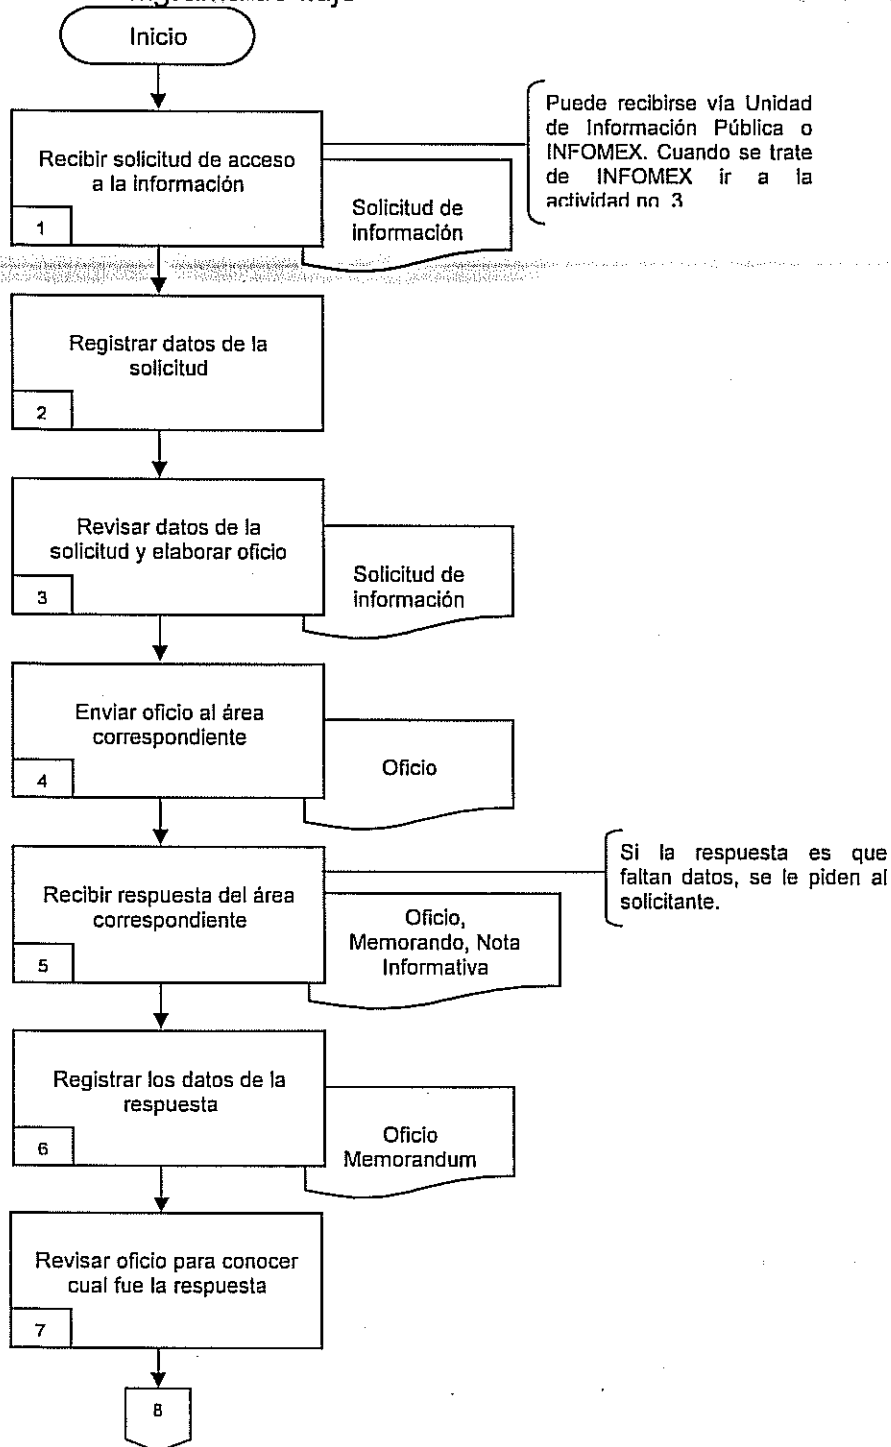 Inicio
Recibir solicitud de acceso
a la información
1
Solicitud de
información
Puede recibirse vía Unidad
de Información Pública o
INFOMEX. Cuando se trate
de INFOMEX ir a la
actividad no. 3
Registrar datos de la
solicitud
2
Revisar datos de la
solicitud y elaborar oficio
3
Solicitud de
información
Enviar oficio al área
correspondiente
4
Oficio
Recibir respuesta del área
correspondiente
5
Oficio,
Memorando, Nota
Informativa
Si la respuesta es que
faltan datos, se le piden al
solicitante.
Registrar los datos de la
respuesta
6
Oficio
Memorandum
Revisar oficio para conocer
cual fue la respuesta
7
8